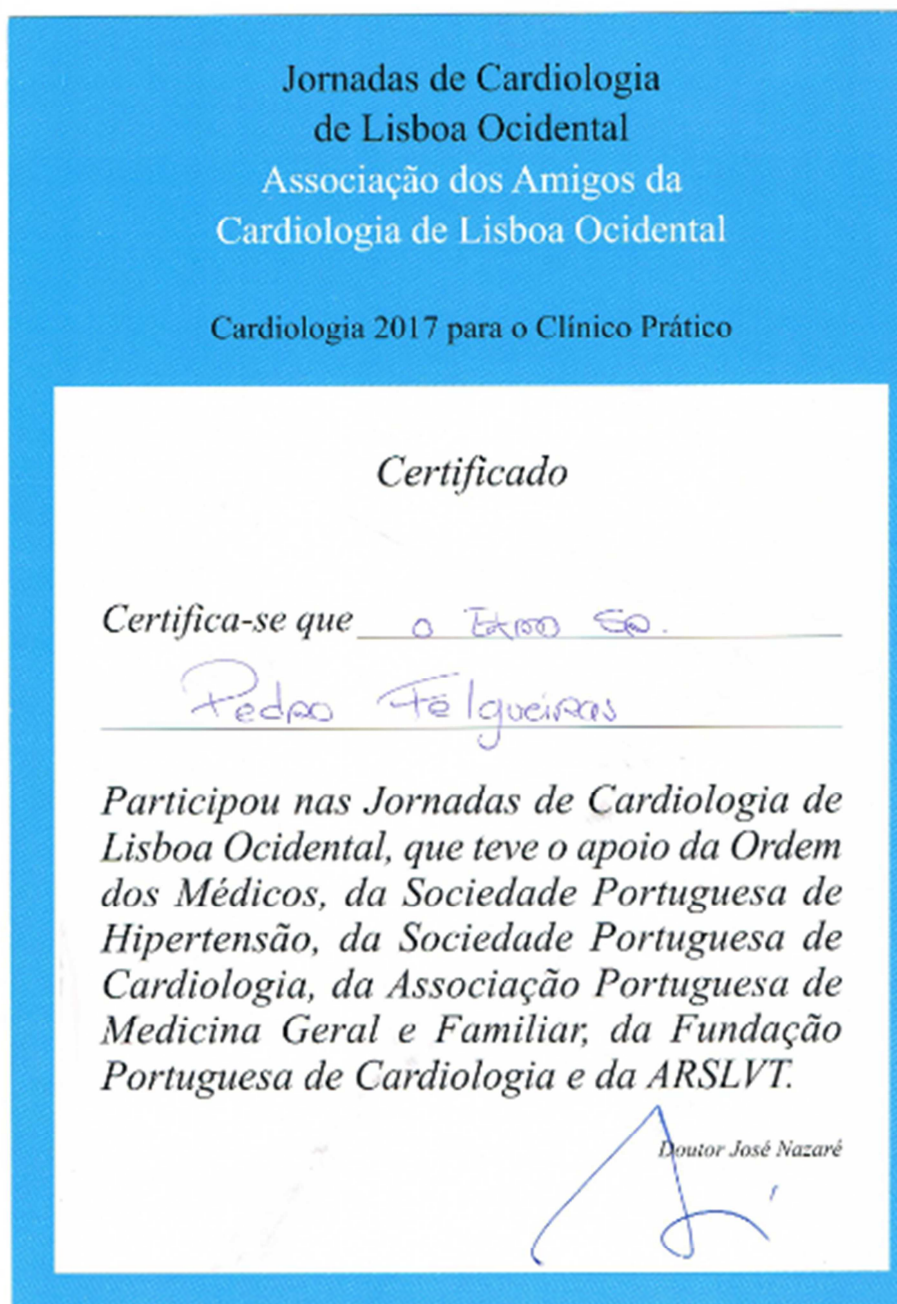 Jornadas de Cardiologia
de Lisboa Ocidental
Associação dos Amigos da
Cardiologia de Lisboa Ocidental
Cardiologia 2017 para o Clínico Prático
Certificado
Certifica-se que o Exmo Sr.
Pedro Felgueiras
Participou nas Jornadas de Cardiologia de
Lisboa Ocidental, que teve o apoio da Ordem
dos Médicos, da Sociedade Portuguesa de
Hipertensão, da Sociedade Portuguesa de
Cardiologia, da Associação Portuguesa de
Medicina Geral e Familiar, da Fundação
Portuguesa de Cardiologia e da ARSLVT.
Doutor José Nazaré